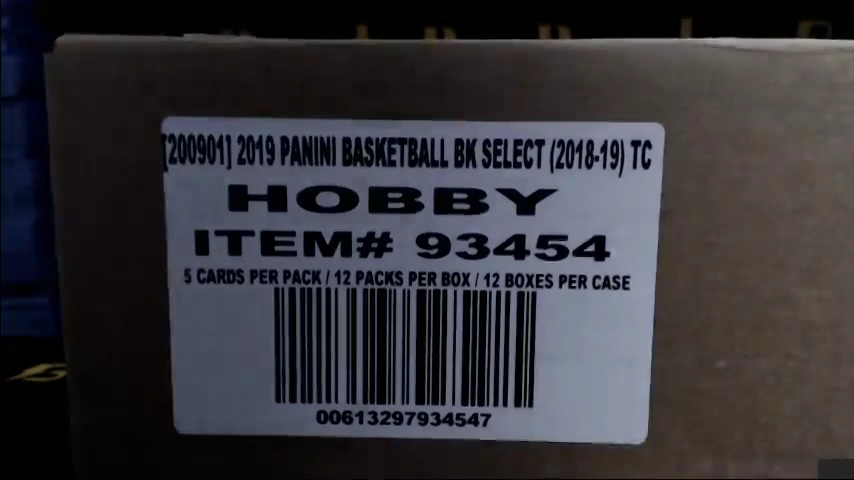 [200901] 2019 PANINI BASKETBALL BK SELECT (2018-19) TC
HOBBY
ITEM# 93454
5 CARDS PER PACK / 12 PACKS PER BOX / 12 BOXES PER CASE
00613297934547